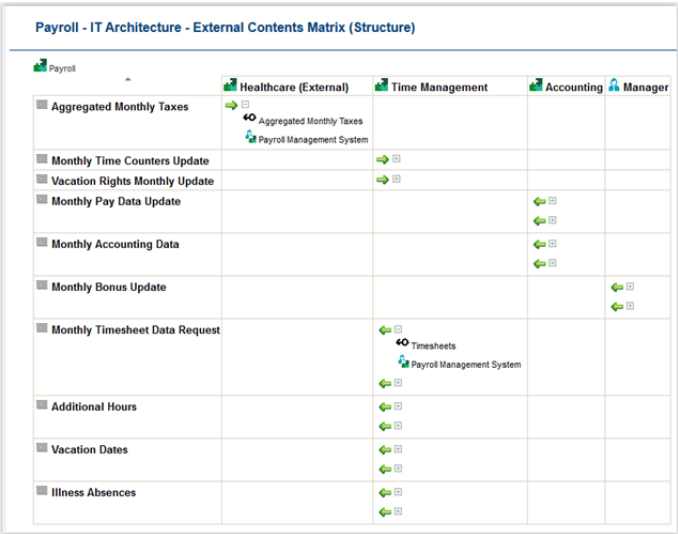 Payroll - IT Architecture - External Contents Matrix (Structure)
Payroll
Healthcare (External) Time Management Accounting Manager
Aggregated Monthly Taxes
Aggregated Monthly Taxes
Payroll Management System
Monthly Time Counters Update
Vacation Rights Monthly Update
Monthly Pay Data Update
Monthly Accounting Data
Monthly Bonus Update
Monthly Timesheet Data Request
Timesheets
Payroll Management System
Additional Hours
Vacation Dates
Illness Absences